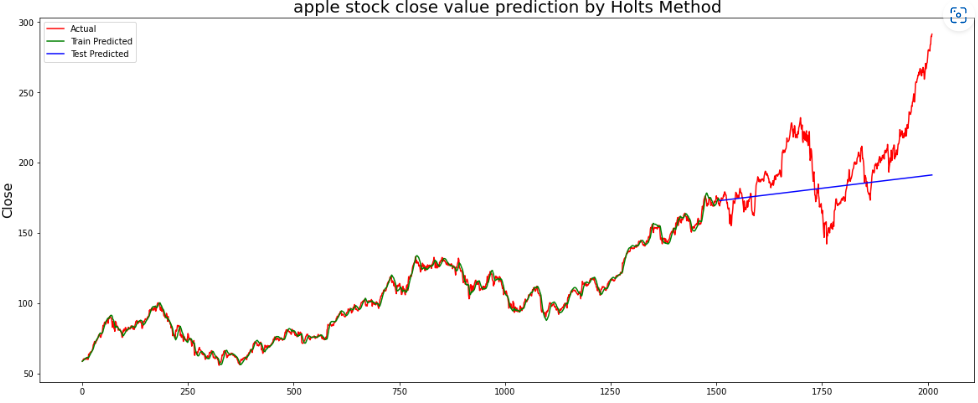 apple stock close value prediction by Holts Method
Actual
Train Predicted
Test Predicted
Close
300
250
200
150
100
50
0 250 500 750 1000 1250 1500 1750 2000